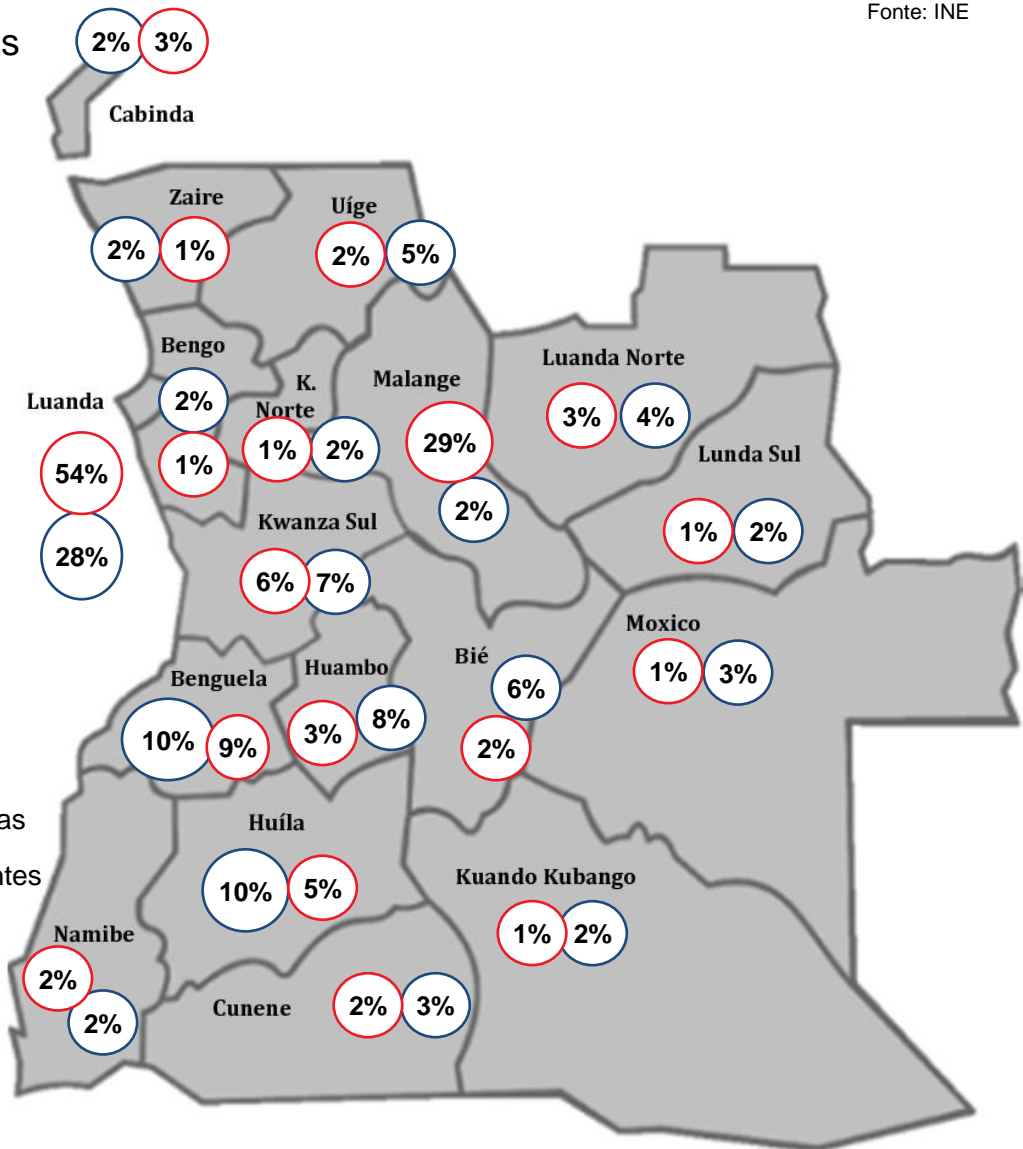 Fonte: INE
s
2% 3%
Cabinda
Zaire
2% 1%
Uíge
2% 5%
Bengo
2%
1%
Luanda
54%
28%
K.
Norte
1% 2%
Malange
29%
2%
Luanda Norte
3% 4%
Lunda Sul
1% 2%
Kwanza Sul
6% 7%
Moxico
1% 3%
Bié
6%
2%
Huambo
3% 8%
Benguela
10% 9%
as
ntes
Huíla
10% 5%
Kuando Kubango
1% 2%
Namibe
2%
2%
Cunene
2% 3%